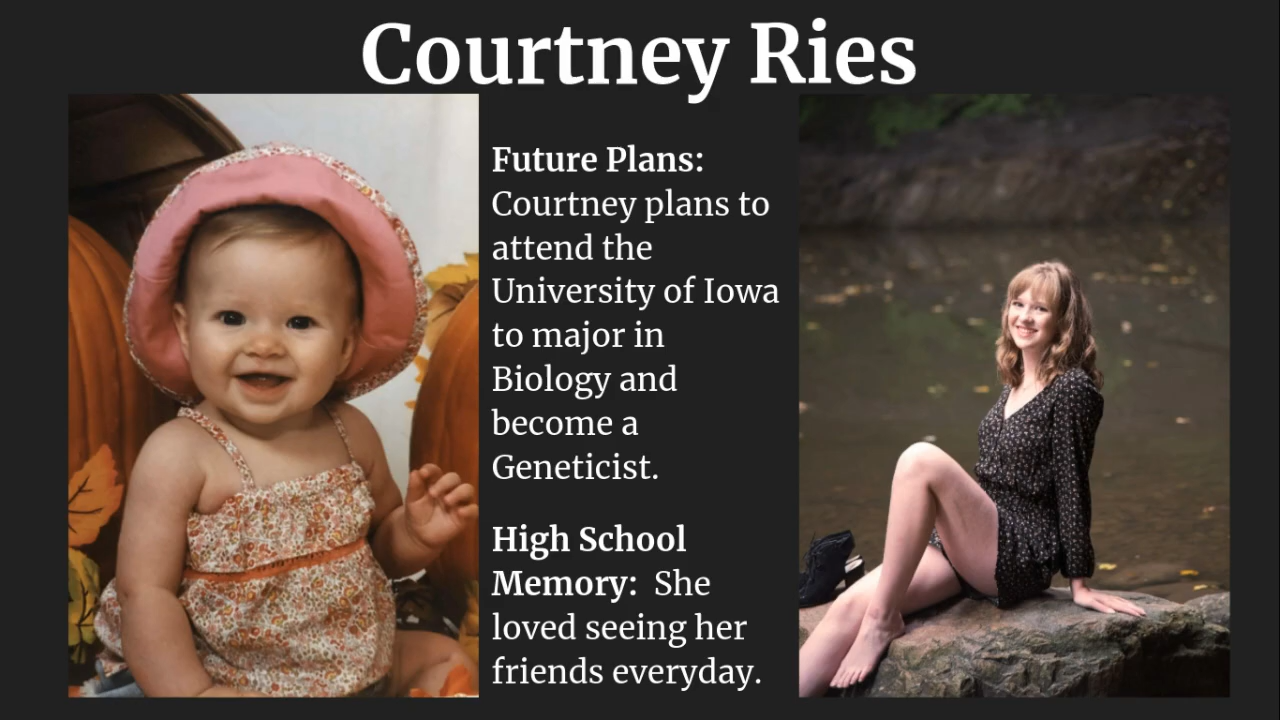 Courtney Ries
Future Plans:
Courtney plans to
attend the
University of Iowa
to major in
Biology and
become a
Geneticist.
High School
Memory:  She
loved seeing her
friends everyday.